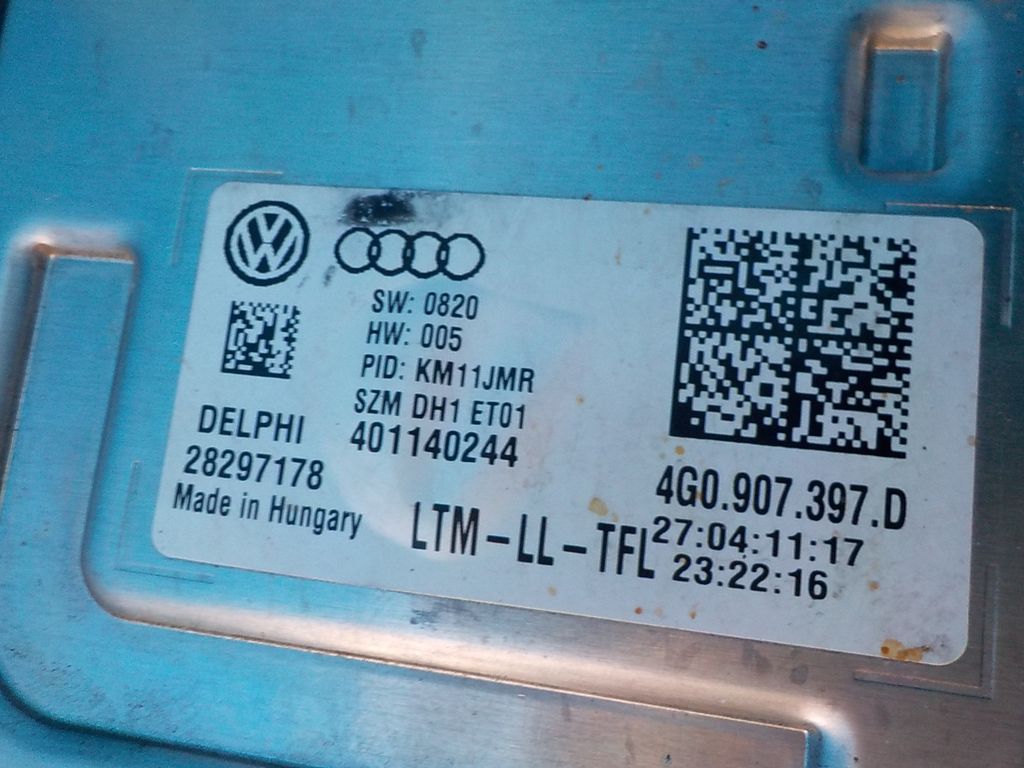 SW: 0820
HW: 005
PID: KM11JMR
SZM DH1 ET01
401140244
DELPHI
28297178
Made in Hungary
LTM-LL-TFL
4G0.907.397.D
27:04:11:17
23:22:16